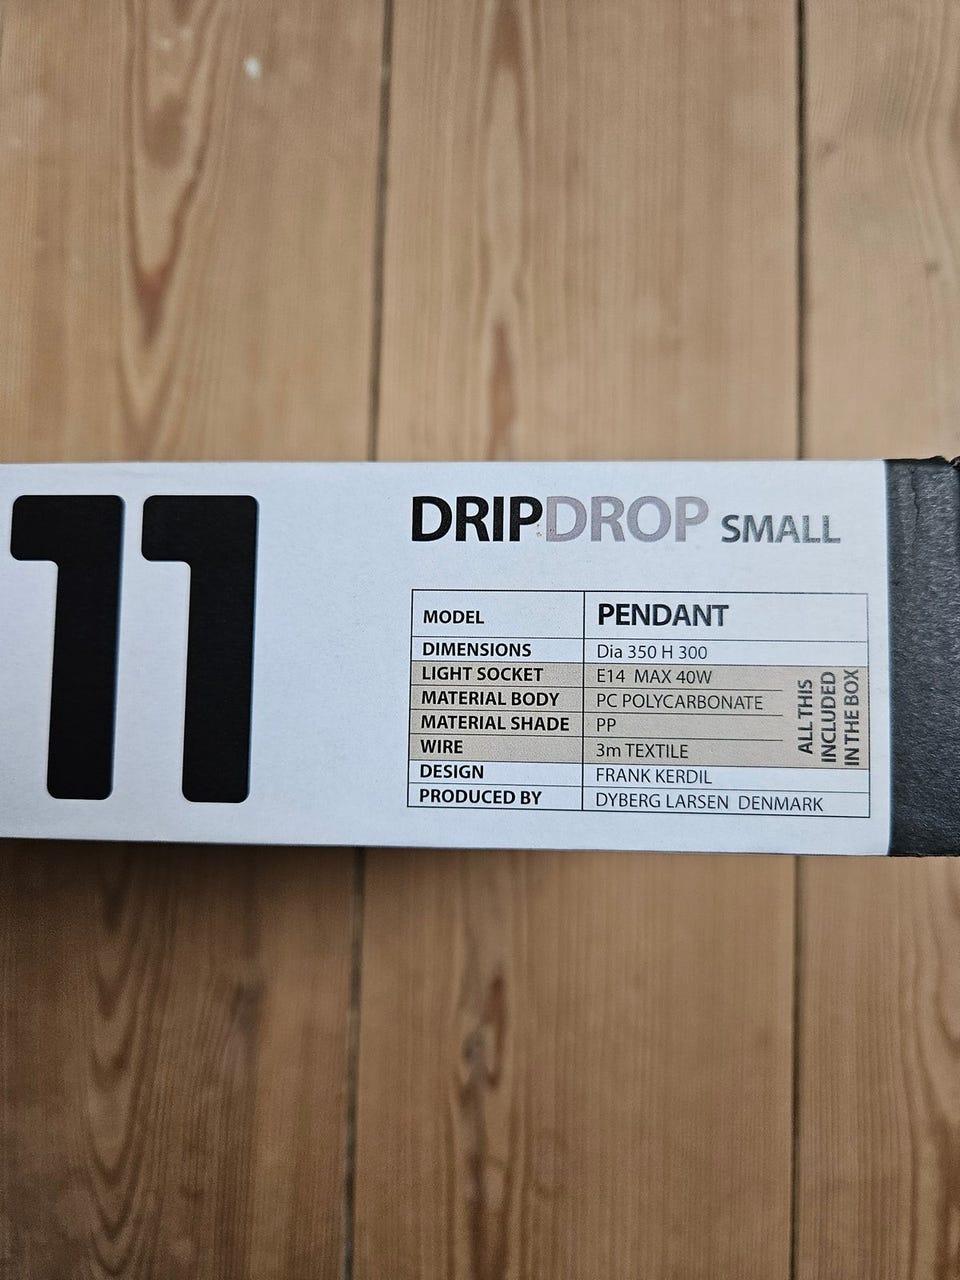 11
DRIPDROP SMALL
MODEL PENDANT
DIMENSIONS Dia 350 H 300
LIGHT SOCKET E14 MAX 40W
MATERIAL BODY PC POLYCARBONATE
MATERIAL SHADE PP
WIRE 3m TEXTILE
ALL THIS
INCLUDED
IN THE BOX
DESIGN FRANK KERDIL
PRODUCED BY DYBERG LARSEN DENMARK